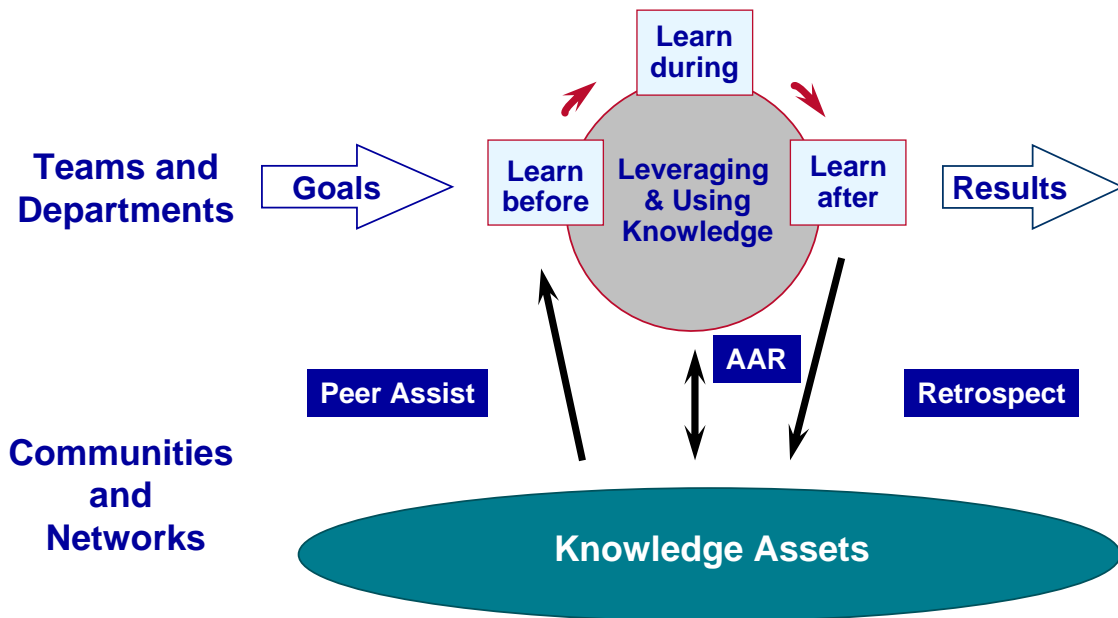 Learn
during
Teams and
Departments
Goals
Learn
before
Leveraging
& Using
Knowledge
Learn
after
Results
AAR
Peer Assist
Retrospect
Communities
and
Networks
Knowledge Assets